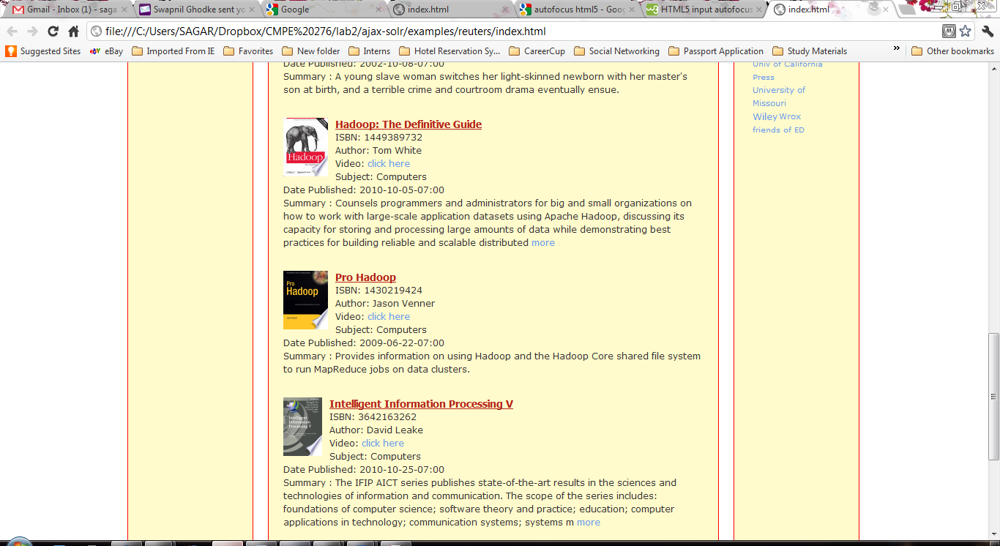 Gmail - Inbox (1) - saga
Swapnil Ghodke sent yo
Google
index.html
autofocus html5 - Goog
HTML5 input autofocus
index.html
file:///C:/Users/SAGAR/Dropbox/CMPE%20276/lab2/ajax-solr/examples/reuters/index.html
Suggested Sites
eBay
Imported From IE
Favorites
New folder
Interns
Hotel Reservation Sy...
CareerCup
Social Networking
Passport Application
Study Materials
»
Other bookmarks
Date Published: 2002-10-08-07:00
Summary : A young slave woman switches her light-skinned newborn with her master's
son at birth, and a terrible crime and courtroom drama eventually ensue.
Hadoop
Hadoop: The Definitive Guide
ISBN: 1449389732
Author: Tom White
Video: click here
Subject: Computers
Date Published: 2010-10-05-07:00
Summary : Counsels programmers and administrators for big and small organizations on
how to work with large-scale application datasets using Apache Hadoop, discussing its
capacity for storing and processing large amounts of data while demonstrating best
practices for building reliable and scalable distributed more
Pro
Hadoop
Pro Hadoop
ISBN: 1430219424
Author: Jason Venner
Video: click here
Subject: Computers
Date Published: 2009-06-22-07:00
Summary : Provides information on using Hadoop and the Hadoop Core shared file system
to run MapReduce jobs on data clusters.
Intelligent
Information
Processing V
Intelligent Information Processing V
ISBN: 3642163262
Author: David Leake
Video: click here
Subject: Computers
Date Published: 2010-10-25-07:00
Summary : The IFIP AICT series publishes state-of-the-art results in the sciences and
technologies of information and communication. The scope of the series includes:
foundations of computer science; software theory and practice; education; computer
applications in technology; communication systems; systems m more
Univ of California
Press
University of
Missouri
Wiley Wrox
friends of ED